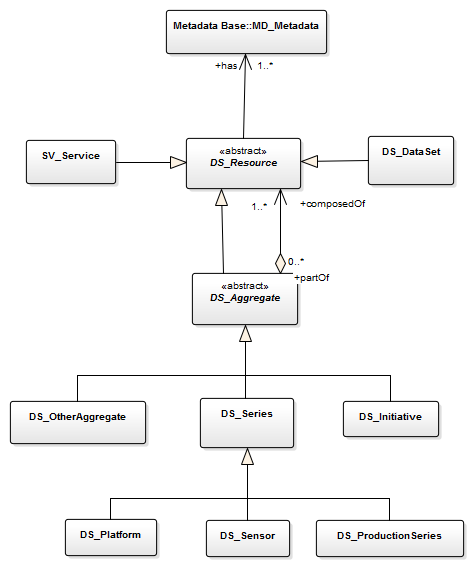 Metadata Base::MD_Metadata
+has
1..*
SV_Service
«abstract»
DS_Resource
DS_DataSet
1..*
+composedOf
0..*
+partOf
«abstract»
DS_Aggregate
DS_OtherAggregate
DS_Series
DS_Initiative
DS_Platform
DS_Sensor
DS_ProductionSeries